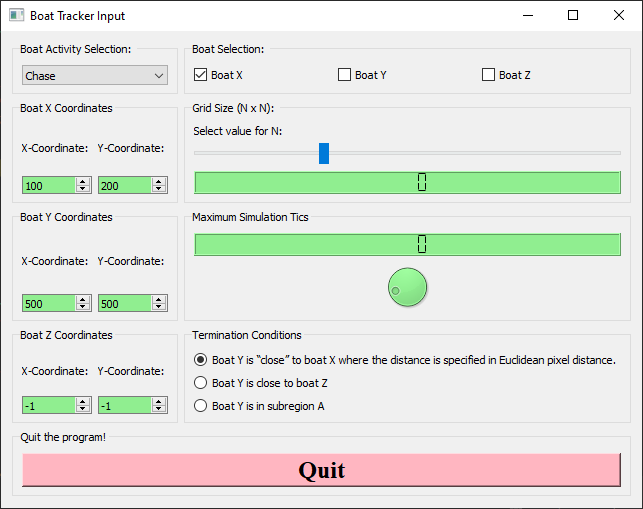 Boat Tracker Input
Boat Activity Selection:
Chase
Boat Selection:
Boat X Boat Y Boat Z
Boat X Coordinates
X-Coordinate: Y-Coordinate:
100 200
Grid Size (N x N):
Select value for N:
0
Boat Y Coordinates
X-Coordinate: Y-Coordinate:
500 500
Maximum Simulation Tics
0
Boat Z Coordinates
X-Coordinate: Y-Coordinate:
-1 -1
Termination Conditions
Boat Y is “close” to boat X where the distance is specified in Euclidean pixel distance.
Boat Y is close to boat Z
Boat Y is in subregion A
Quit the program!
Quit